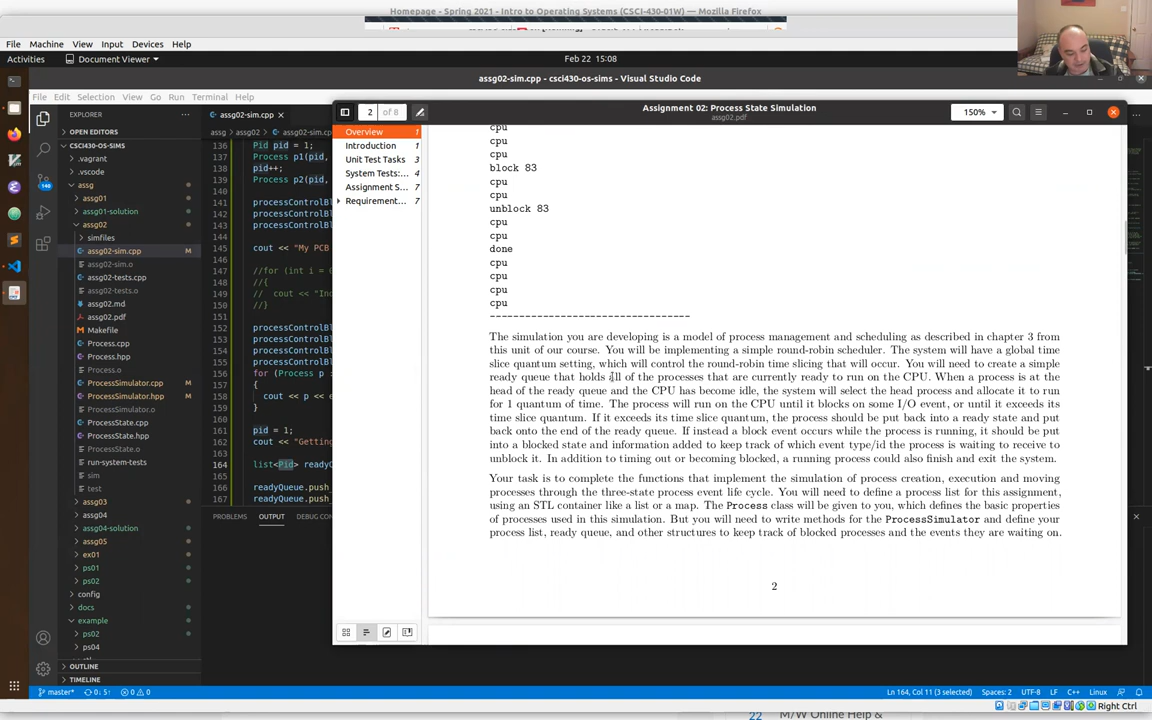 Homepage - Spring 2021 - Intro to Operating Systems (CSCI-430-01W) - Mozilla Firefox
File Machine View Input Devices Help
Activities Document Viewer Feb 22 15:08
assg02-sim.cpp - csci430-os-sims - Visual Studio Code
File Edit Selection View Go Run Terminal Help
EXPLORER
OPEN EDITORS
CSCI430-OS-SIMS
.vagrant
.vscode
assg
assg01
assg01-solution
assg02
simfiles
assg02-sim.cpp M
assg02-sim.o
assg02-tests.cpp
assg02.md
assg02.pdf
Makefile
Process.cpp
Process.hpp
ProcessSimulator.cpp M
ProcessSimulator.hpp M
ProcessSimulator.o
ProcessState.cpp
ProcessState.hpp
ProcessState.o
run-system-tests
sim
test
assg03
assg04
assg04-solution
assg05
ex01
ps01
ps02
config
docs
example
ps02
ps04
OUTLINE
TIMELINE
140
assg02-sim.cpp
assg > assg02 > assg02-sim.cpp
136 Pid pid = 1;
137 Process p1(pid,
138 pid++;
139 Process p2(pid,
140
141 processControlBl
142 processControlBl
143 processControlBl
144
145 cout << "My PCB
146
147 //for (int i = 0
148 //{
149 // cout << "Ind
150 //}
151
152 processControlBl
153 processControlBl
154 processControlBl
155 processControlBl
156 for (Process p :
157 {
158 cout << p << e
159 }
160
161 pid = 1;
162 cout << "Getting
163
164 list<Pid> readyQ
165
166 readyQueue.push_
167 readyQueue.push_
PROBLEMS OUTPUT DEBUG CON
2 of 8
Assignment 02: Process State Simulation
assg02.pdf
150%
Overview 1
Introduction 1
Unit Test Tasks 2
System Tests:... 4
Assignment S... 7
Requirement... 7
cpu
cpu
cpu
block 83
cpu
cpu
unblock 83
cpu
cpu
done
cpu
cpu
cpu
cpu
---------------------------------
The simulation you are developing is a model of process management and scheduling as described in chapter 3 from
this unit of our course. You will be implementing a simple round-robin scheduler. The system will have a global time
slice quantum setting, which will control the round-robin time slicing that will occur. You will need to create a simple
ready queue that holds all of the processes that are currently ready to run on the CPU. When a process is at the
head of the ready queue and the CPU has become idle, the system will select the head process and allocate it to run
for 1 quantum of time. The process will run on the CPU until it blocks on some I/O event, or until it exceeds its
time slice quantum. If it exceeds its time slice quantum, the process should be put back into a ready state and put
back onto the end of the ready queue. If instead a block event occurs while the process is running, it should be put
into a blocked state and information added to keep track of which event type/id the process is waiting to receive to
unblock it. In addition to timing out or becoming blocked, a running process could also finish and exit the system.
Your task is to complete the functions that implement the simulation of process creation, execution and moving
processes through the three-state process event life cycle. You will need to define a process list for this assignment,
using an STL container like a list or a map. The Process class will be given to you, which defines the basic properties
of processes used in this simulation. But you will need to write methods for the ProcessSimulator and define your
process list, ready queue, and other structures to keep track of blocked processes and the events they are waiting on.
2
master* 0↓ 5↑ 0 0 Ln 164, Col 11 (3 selected) Spaces: 2 UTF-8 LF C++ Linux
Right Ctrl
22 M/W Online Help &